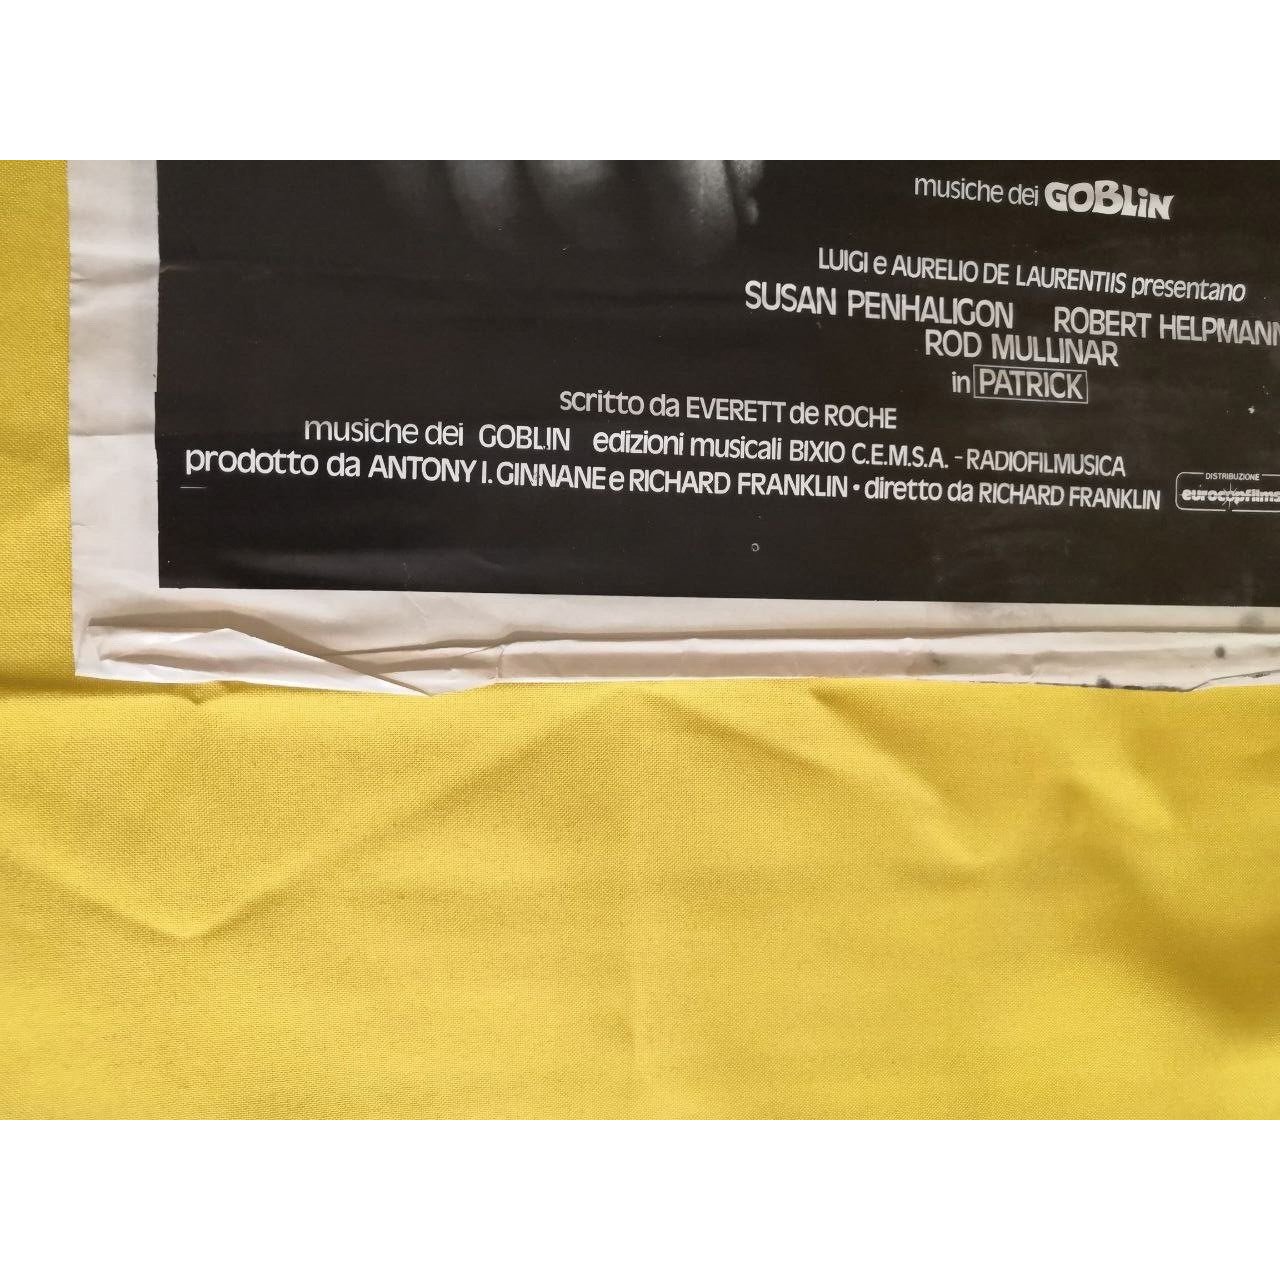 musiche dei GOBLiN
LUIGI e AURELIO DE LAURENTIIS presentano
SUSAN PENHALIGON ROBERT HELPMANN
ROD MULLINAR
in PATRICK
scritto da EVERETT de ROCHE
musiche dei GOBLIN edizioni musicali BIXIO C.E.M.S.A. - RADIOFILMUSICA
prodotto da ANTONY I. GINNANE e RICHARD FRANKLIN • diretto da RICHARD FRANKLIN
DISTRIBUZIONE
eurocopfilms